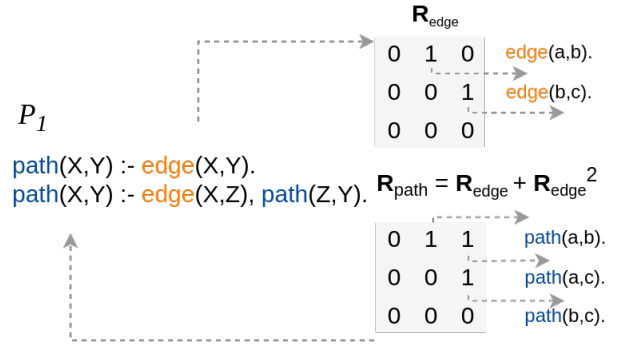 R_edge
0 1 0 edge(a,b).
0 0 1 edge(b,c).
0 0 0
P_1
path(X,Y) :- edge(X,Y).
path(X,Y) :- edge(X,Z), path(Z,Y).
R_path = R_edge + R_edge^2
0 1 1 path(a,b).
0 0 1 path(a,c).
0 0 0 path(b,c).